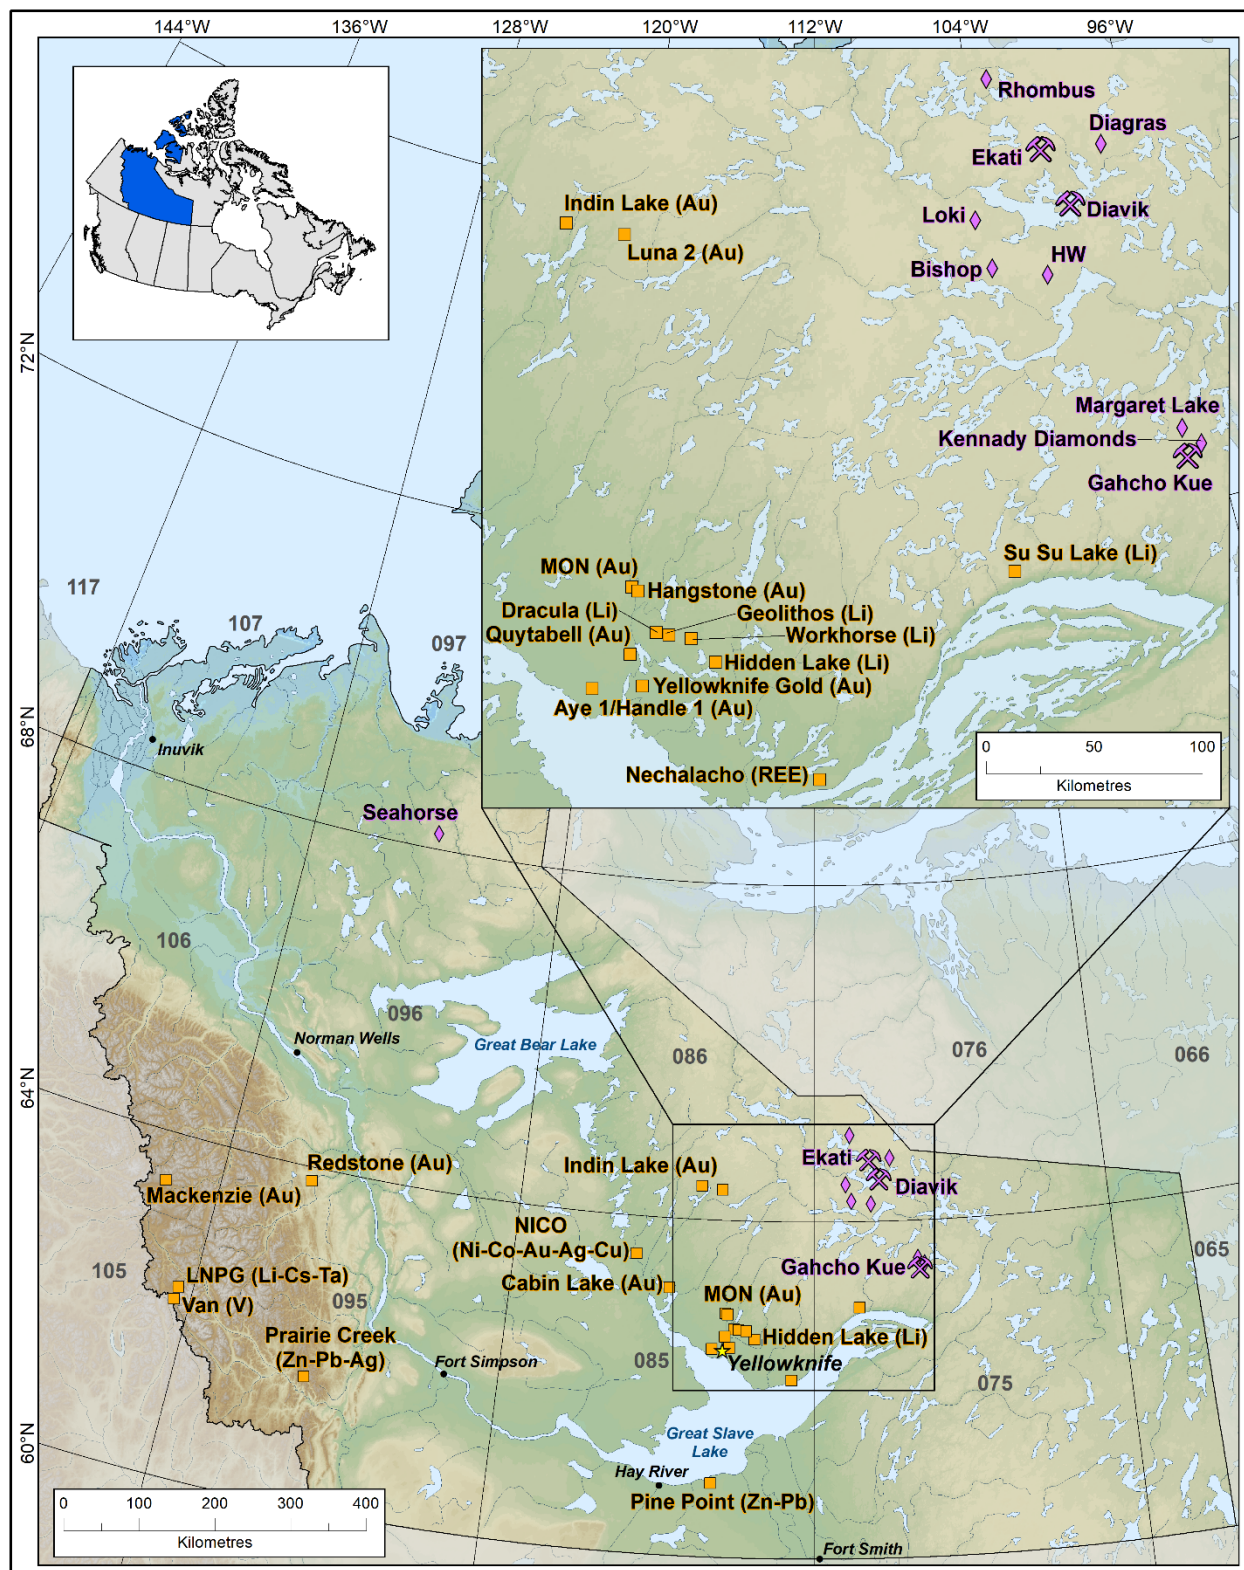 144°W
136°W
128°W
120°W
112°W
104°W
96°W
72°N
68°N
64°N
60°N
Rhombus
Diagras
Ekati
Diavik
Loki
Bishop
HW
Indin Lake (Au)
Luna 2 (Au)
Margaret Lake
Kennady Diamonds
Gahcho Kue
Su Su Lake (Li)
MON (Au)
Hangstone (Au)
Dracula (Li)
Geolithos (Li)
Quytabell (Au)
Workhorse (Li)
Hidden Lake (Li)
Yellowknife Gold (Au)
Aye 1/Handle 1 (Au)
Nechalacho (REE)
0 50 100
Kilometres
117
107
097
Inuvik
Seahorse
106
096
Norman Wells
Great Bear Lake
086
076
066
Redstone (Au)
Mackenzie (Au)
Indin Lake (Au)
Ekati
Diavik
NICO
(Ni-Co-Au-Ag-Cu)
Cabin Lake (Au)
Gahcho Kue
065
105
LNPG (Li-Cs-Ta)
Van (V)
095
MON (Au)
Hidden Lake (Li)
Prairie Creek
(Zn-Pb-Ag)
Fort Simpson
085
Yellowknife
075
Great Slave
Lake
Hay River
Pine Point (Zn-Pb)
Fort Smith
0 100 200 300 400
Kilometres